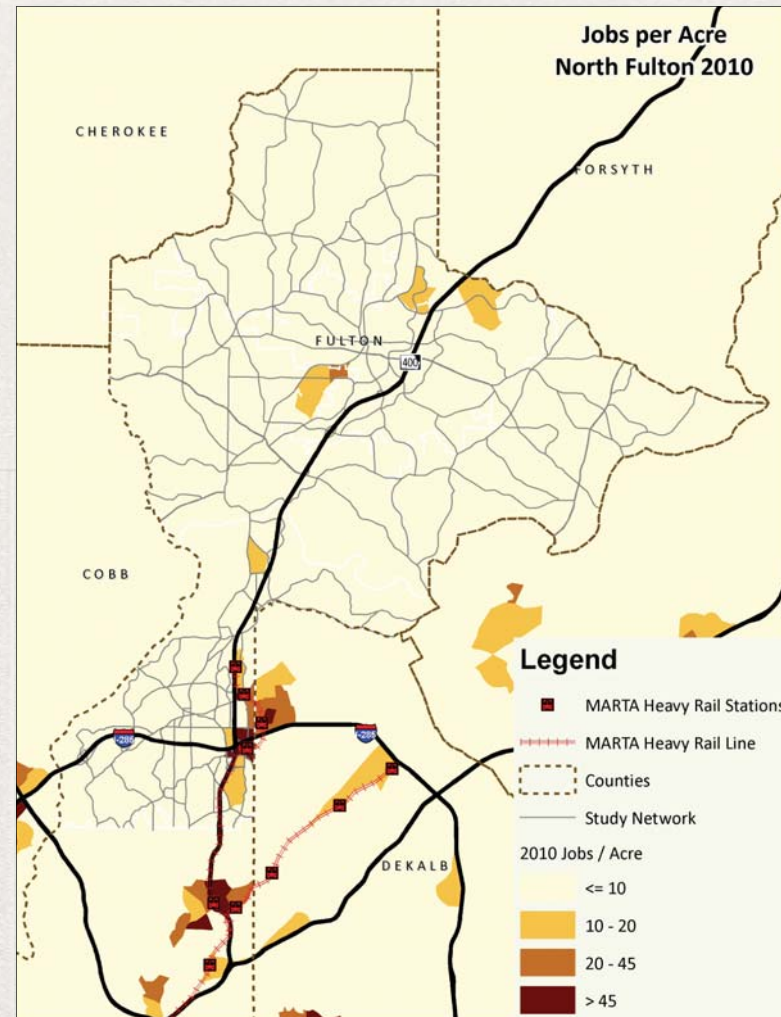 Jobs per Acre
North Fulton 2010
CHEROKEE
FORSYTH
FULTON
400
COBB
I-285
I-285
DEKALB
Legend
MARTA Heavy Rail Stations
MARTA Heavy Rail Line
Counties
Study Network
2010 Jobs / Acre
<= 10
10 - 20
20 - 45
> 45